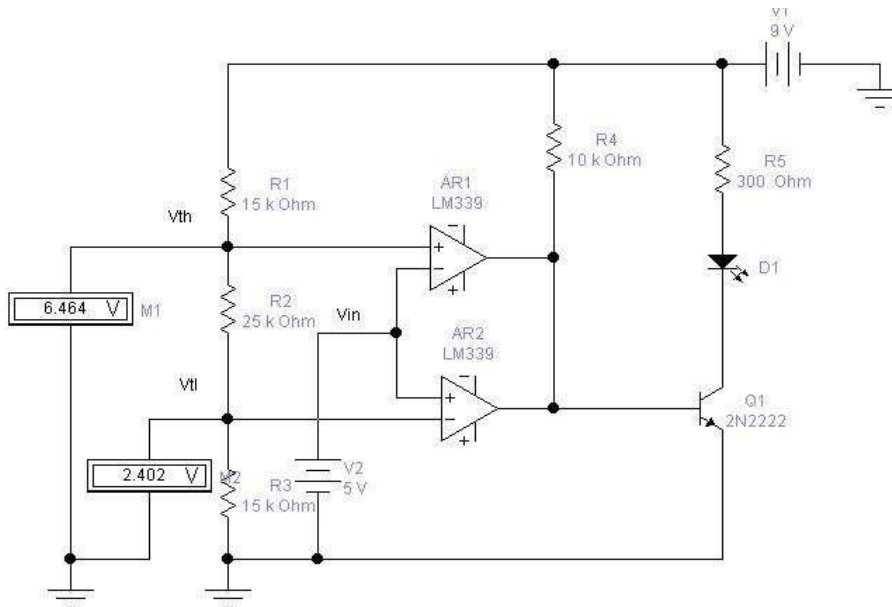 V1
9 V
R4
10 k Ohm
R5
300 Ohm
R1
15 k Ohm
AR1
LM339
Vth
D1
6.464 V
M1
R2
25 k Ohm
Vin
AR2
LM339
Vtl
Q1
2N2222
2.402 V
M2
R3
15 k Ohm
V2
5 V